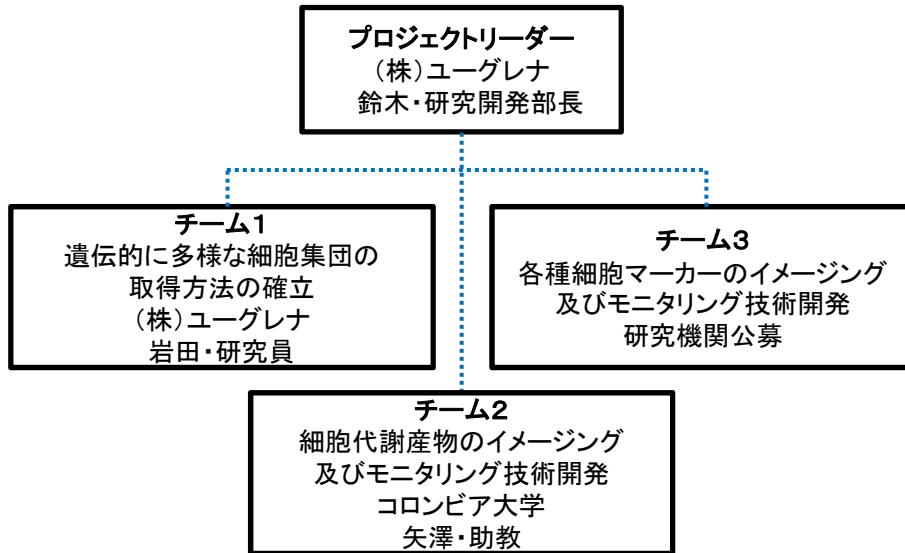 プロジェクトリーダー
（株）ユーグレナ
鈴木・研究開発部長
チーム１
遺伝的に多様な細胞集団の
取得方法の確立
（株）ユーグレナ
岩田・研究員
チーム３
各種細胞マーカーのイメージング
及びモニタリング技術開発
研究機関公募
チーム２
細胞代謝産物のイメージング
及びモニタリング技術開発
コロンビア大学
矢澤・助教